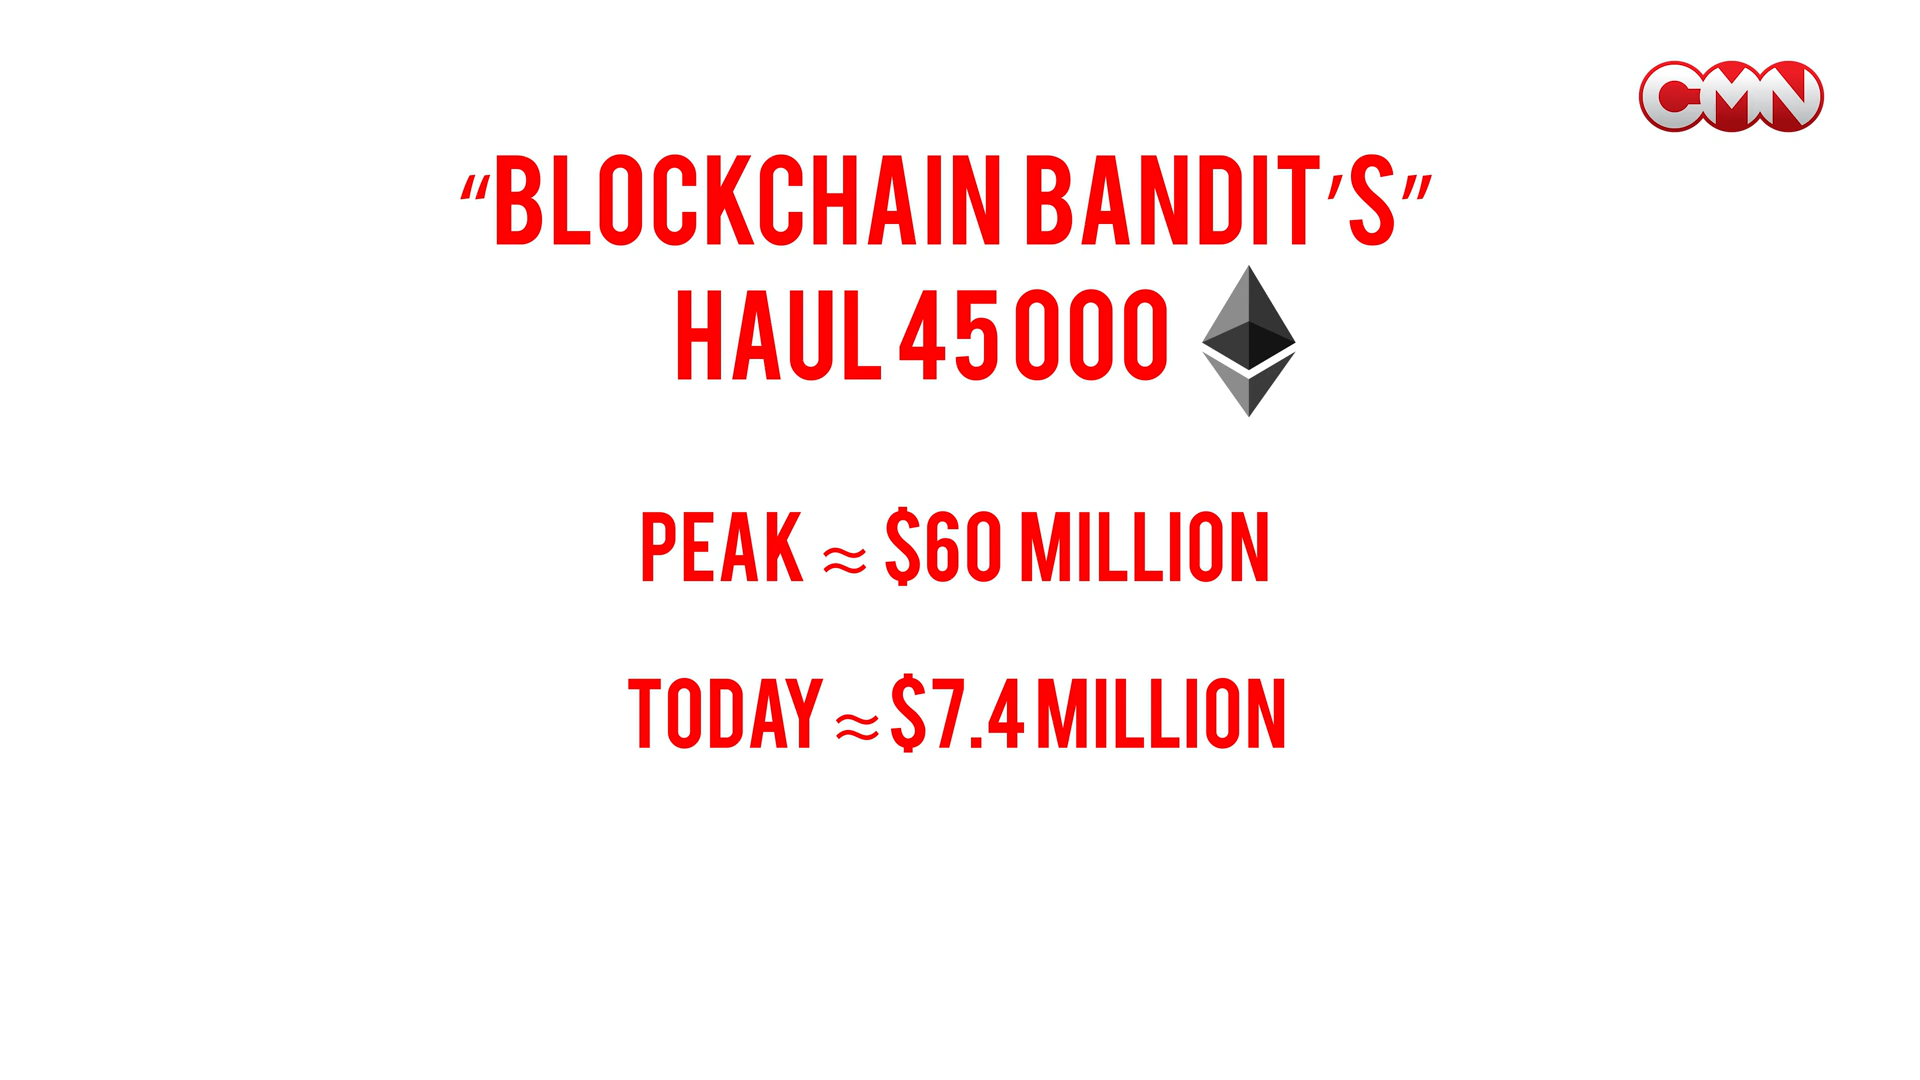 CMN
“BLOCKCHAIN BANDIT’S”
HAUL 45000
PEAK ≈ $60 MILLION
TODAY ≈ $7.4 MILLION